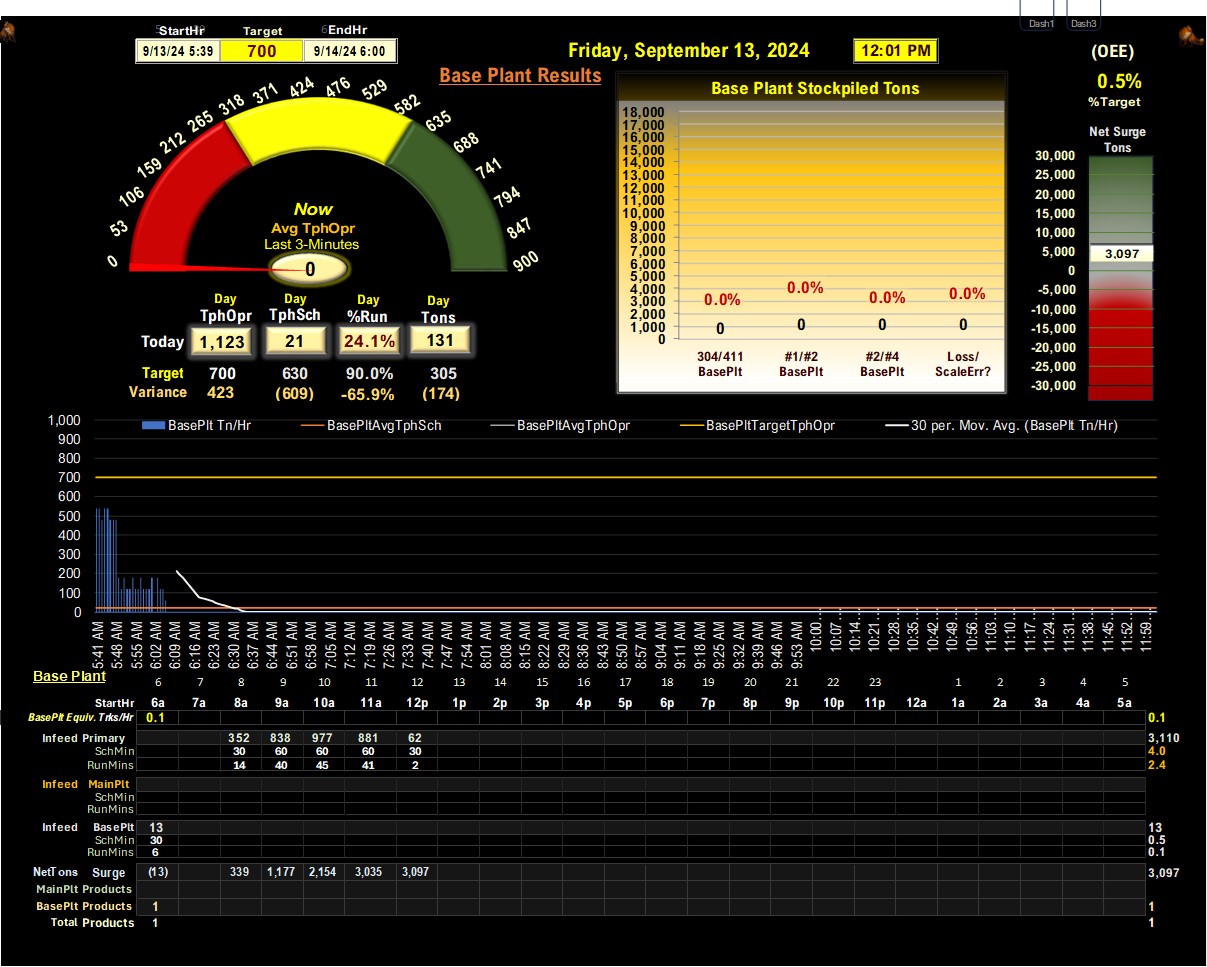 Dash1 Dash3
StartHr Target EndHr
9/13/24 5:39 700 9/14/24 6:00
Friday, September 13, 2024 12:01 PM
(OEE)
0.5%
%Target
Base Plant Results
Base Plant Stockpiled Tons
0 53 106 159 212 265 318 371 424 476 529 582 635 688 741 794 847 900
Now
Avg TphOpr
Last 3-Minutes
0
18,000
17,000
16,000
15,000
14,000
13,000
12,000
11,000
10,000
9,000
8,000
7,000
6,000
5,000
4,000
3,000
2,000
1,000
0
0.0% 0.0% 0.0% 0.0%
0 0 0 0
304/411 #1/#2 #2/#4 Loss/
BasePlt BasePlt BasePlt ScaleErr?
Net Surge
Tons
30,000
25,000
20,000
15,000
10,000
5,000
3,097
0
-5,000
-10,000
-15,000
-20,000
-25,000
-30,000
Day Day Day Day
TphOpr TphSch %Run Tons
Today 1,123 21 24.1% 131
Target 700 630 90.0% 305
Variance 423 (609) -65.9% (174)
BasePlt Tn/Hr BasePltAvgTphSch BasePltAvgTphOpr BasePltTargetTphOpr 30 per. Mov. Avg. (BasePlt Tn/Hr)
1,000
900
800
700
600
500
400
300
200
100
0
5:41 AM 5:48 AM 5:55 AM 6:02 AM 6:09 AM 6:16 AM 6:23 AM 6:30 AM 6:37 AM 6:44 AM 6:51 AM 6:58 AM 7:05 AM 7:12 AM 7:19 AM 7:26 AM 7:33 AM 7:40 AM 7:47 AM 7:54 AM 8:01 AM 8:08 AM 8:15 AM 8:22 AM 8:29 AM 8:36 AM 8:43 AM 8:50 AM 8:57 AM 9:04 AM 9:11 AM 9:18 AM 9:25 AM 9:32 AM 9:39 AM 9:46 AM 9:53 AM 10:00... 10:07... 10:14... 10:21... 10:28... 10:35... 10:42... 10:49... 10:56... 11:03... 11:10... 11:17... 11:24... 11:31... 11:38... 11:45... 11:52... 11:59...
Base Plant 6 7 8 9 10 11 12 13 14 15 16 17 18 19 20 21 22 23 1 2 3 4 5
StartHr 6a 7a 8a 9a 10a 11a 12p 1p 2p 3p 4p 5p 6p 7p 8p 9p 10p 11p 12a 1a 2a 3a 4a 5a
BasePlt Equiv. Trks/Hr 0.1 0.1
Infeed Primary 352 838 977 881 62 3,110
SchMin 30 60 60 60 30 4.0
RunMins 14 40 45 41 2 2.4
Infeed MainPlt
SchMin
RunMins
Infeed BasePlt 13 13
SchMin 30 0.5
RunMins 6 0.1
NetTons Surge (13) 339 1,177 2,154 3,035 3,097 3,097
MainPlt Products
BasePlt Products 1 1
Total Products 1 1